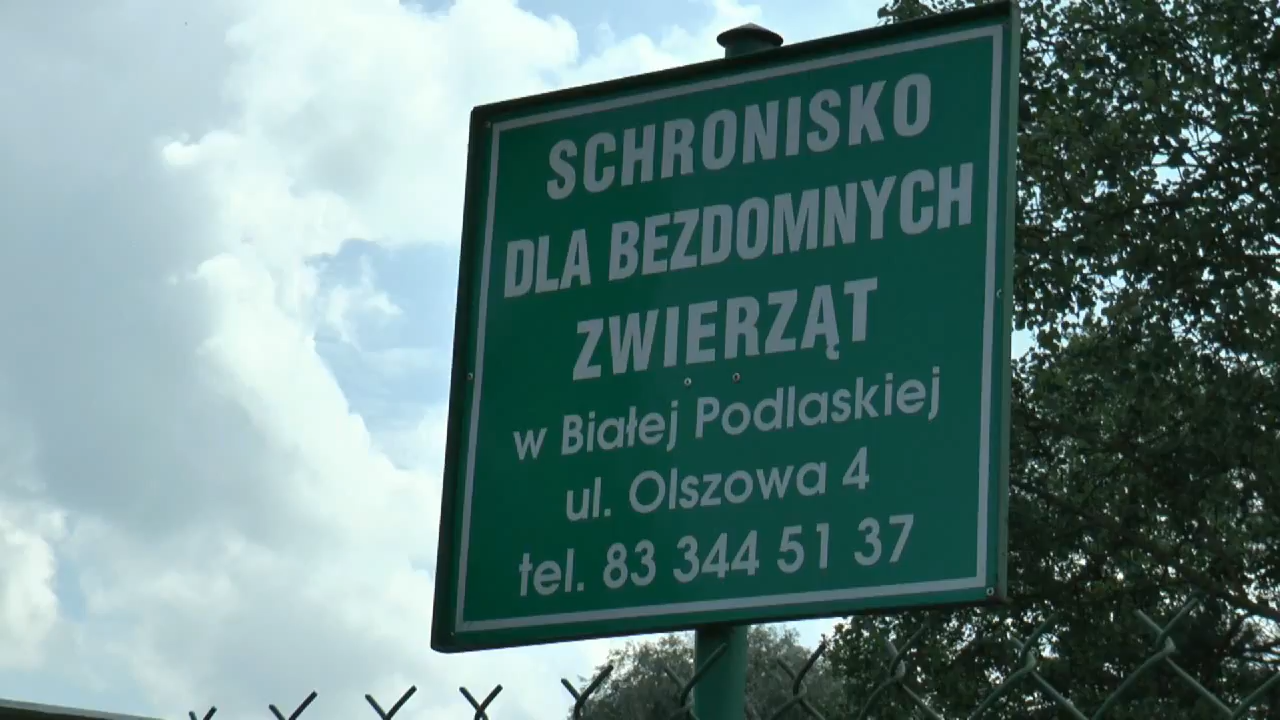 SCHRONISKO
DLA BEZDOMNYCH
ZWIERZĄT
w Białej Podlaskiej
ul. Olszowa 4
tel. 83 344 51 37